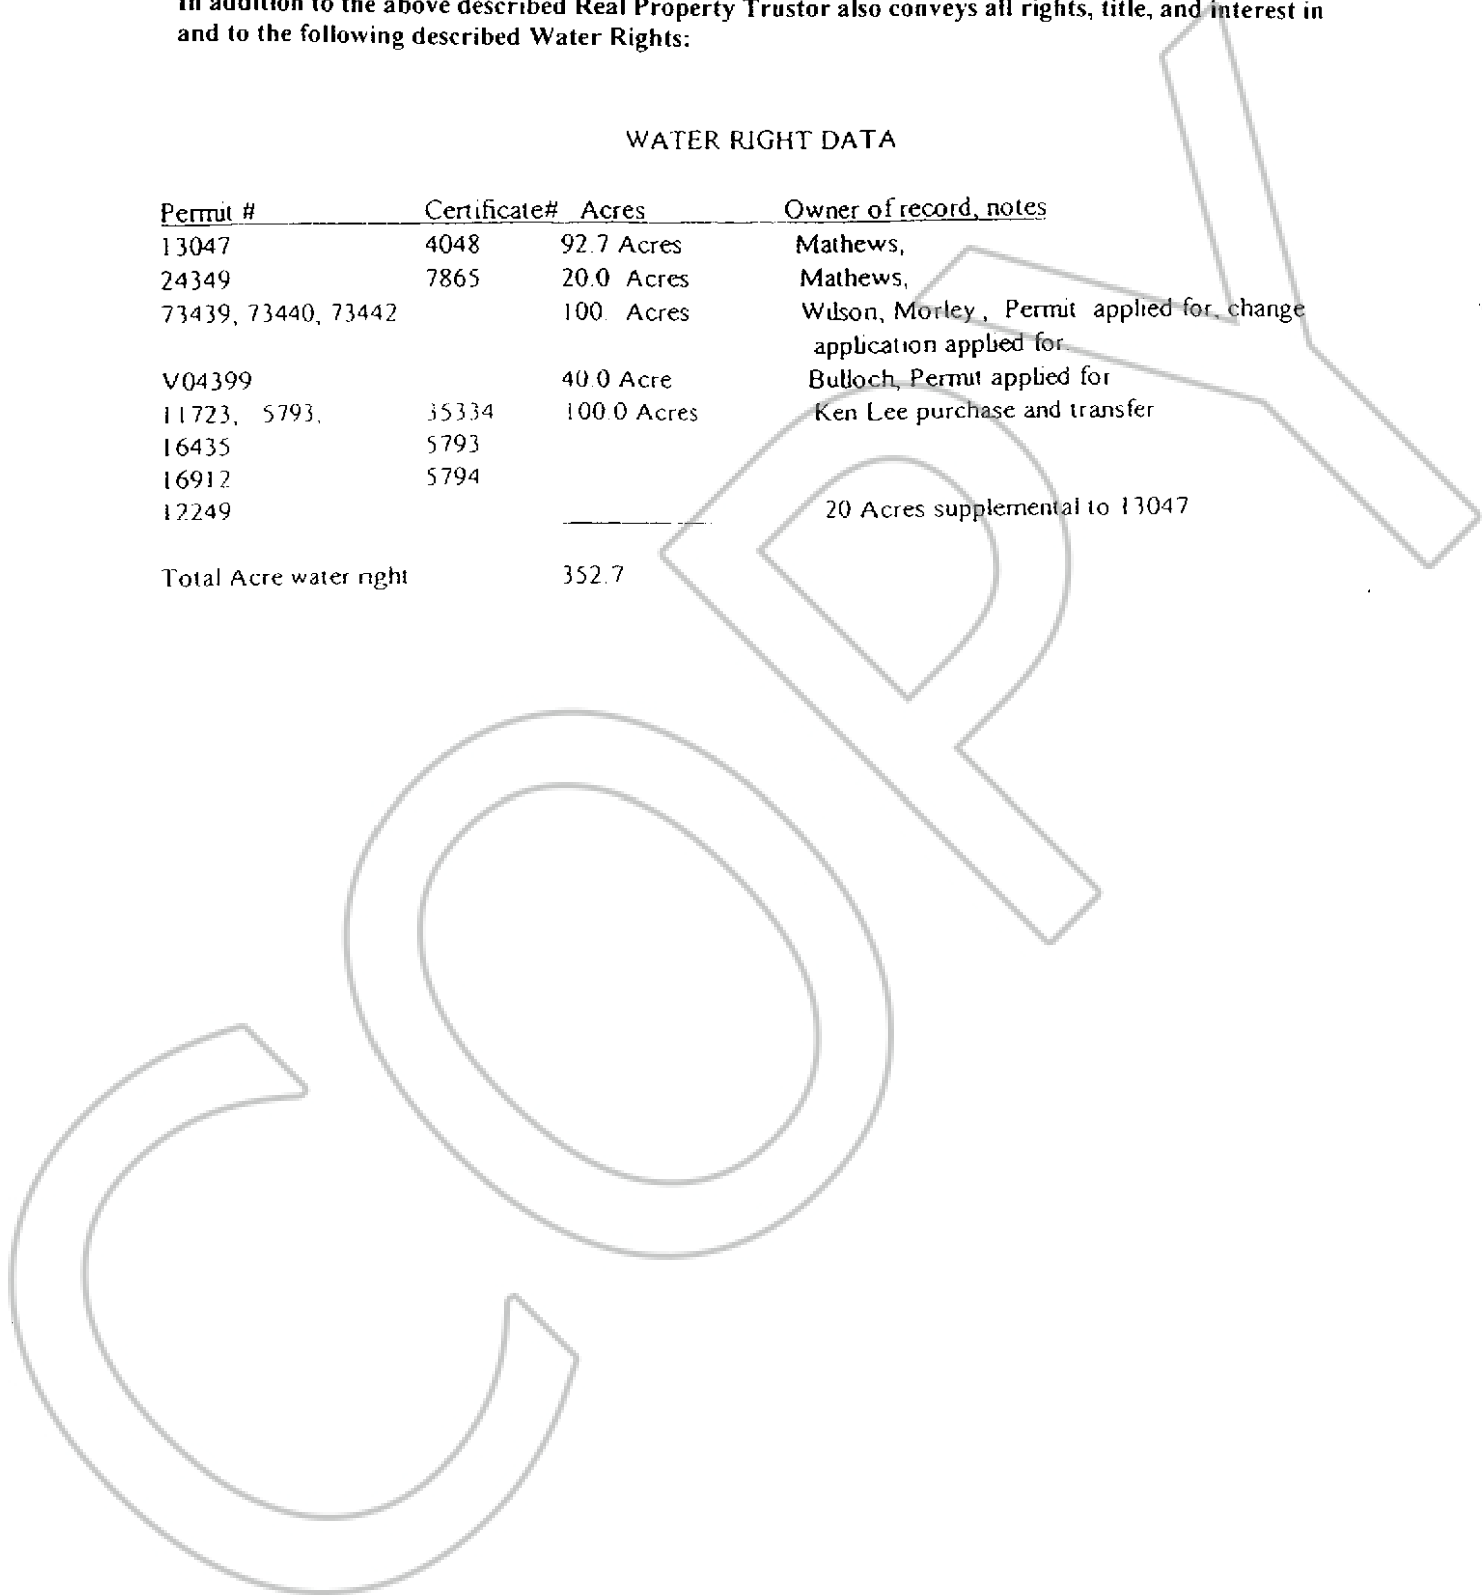 In addition to the above described Real Property Trustor also conveys all rights, title, and interest in
and to the following described Water Rights:
WATER RIGHT DATA
Permit # Certificate# Acres Owner of record, notes
13047 4048 92.7 Acres Mathews,
24349 7865 20.0 Acres Mathews,
73439, 73440, 73442 100 Acres Wilson, Morley, Permit applied for, change
application applied for.
V04399 40.0 Acre Bulloch, Permit applied for
11723, 5793, 35334 100.0 Acres Ken Lee purchase and transfer
16435 5793
16912 5794
12249 20 Acres supplemental to 13047
Total Acre water right 352.7
COPY